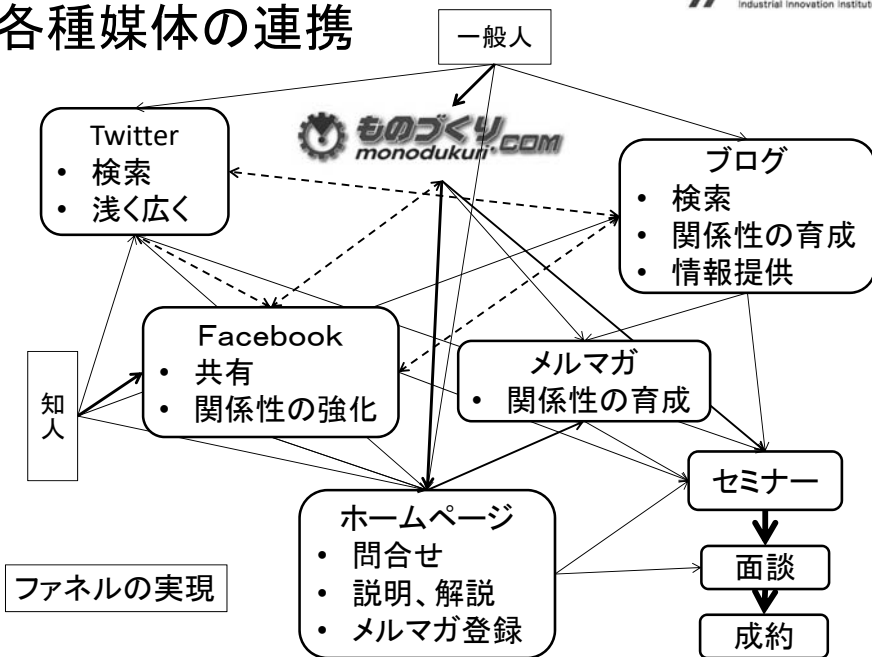 Industrial Innovation Institute
各種媒体の連携
一般人
Twitter
• 検索
• 浅く広く
ものづくり.com
monodukuri
ブログ
• 検索
• 関係性の育成
• 情報提供
Facebook
• 共有
• 関係性の強化
メルマガ
• 関係性の育成
知人
セミナー
ホームページ
• 問合せ
• 説明、解説
• メルマガ登録
面談
ファネルの実現
成約